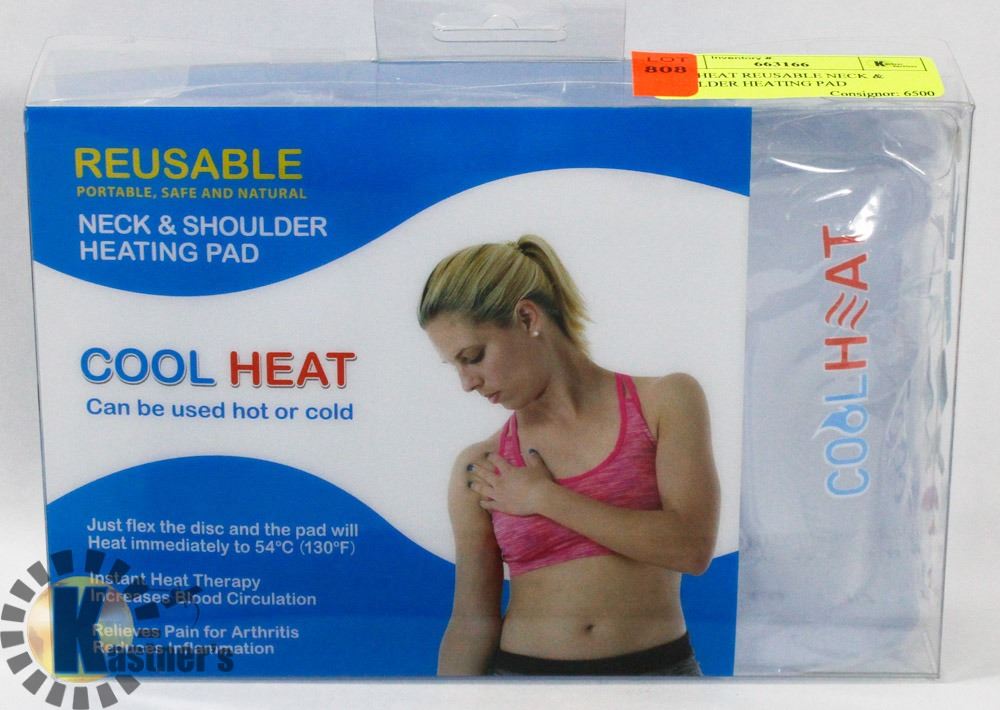 LOT
808
Inventory #
663166
HEAT REUSABLE NECK &
LDER HEATING PAD
Consignor: 6500
REUSABLE
PORTABLE, SAFE AND NATURAL
NECK & SHOULDER
HEATING PAD
COOL HEAT
Can be used hot or cold
Just flex the disc and the pad will
Heat immediately to 54ºC (130ºF)
Instant Heat Therapy
Increases Blood Circulation
Relieves Pain for Arthritis
Reduces Inflammation
COOLHEAT
Kastner's